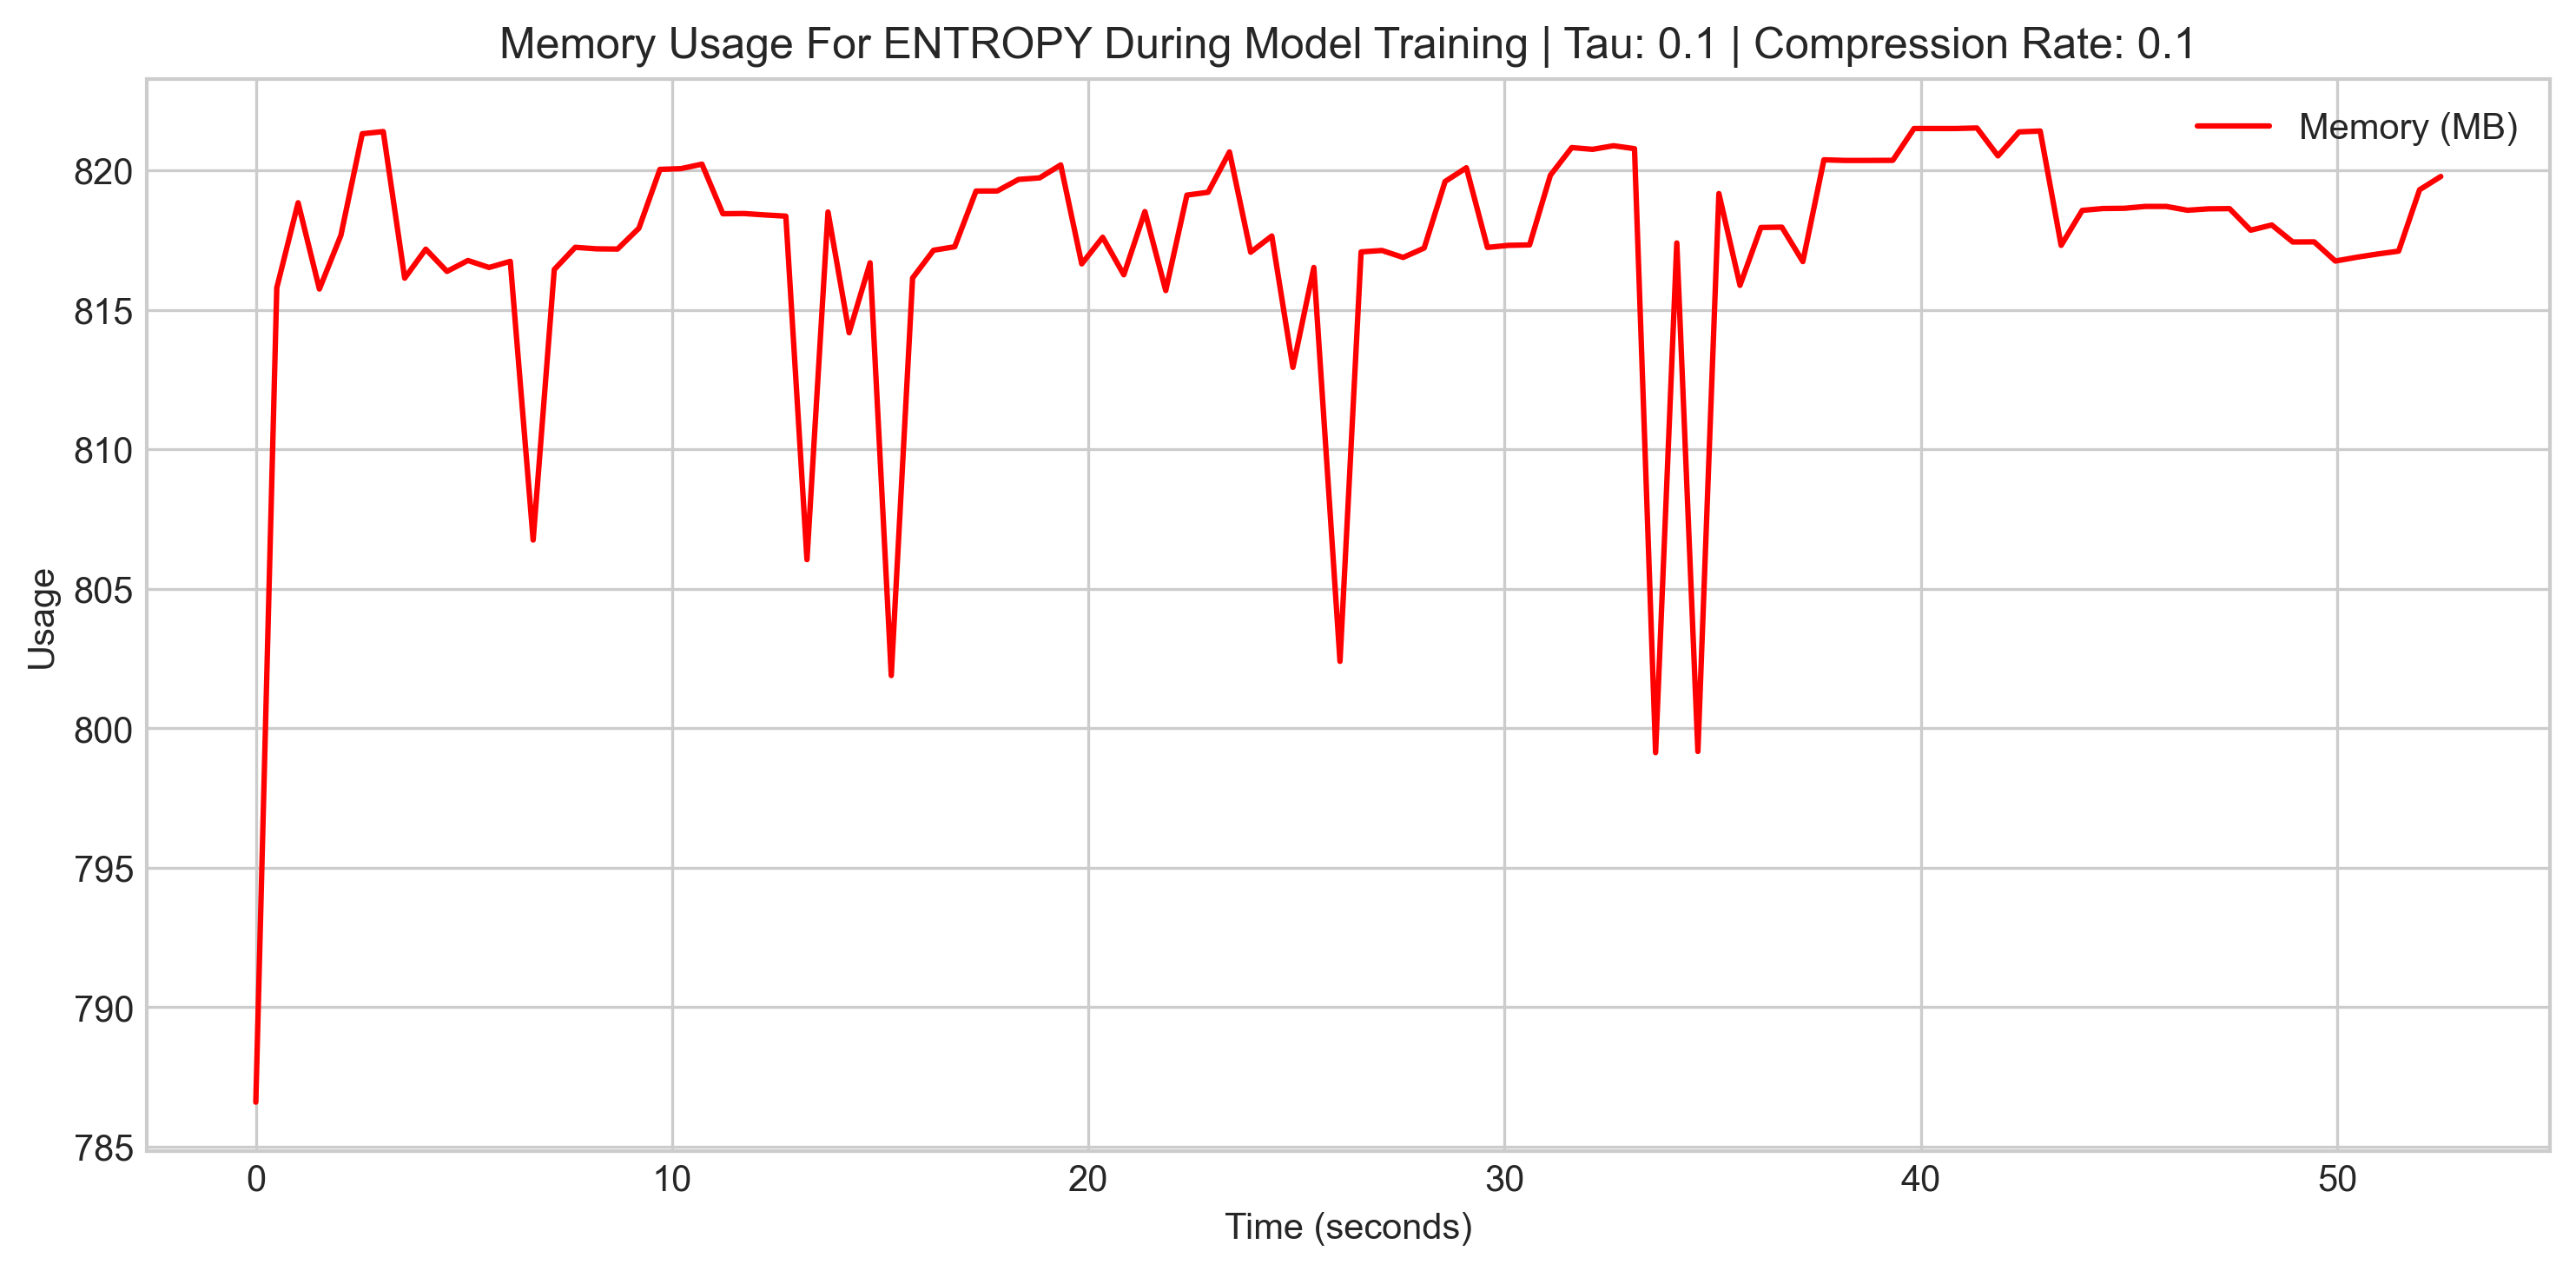 Memory Usage For ENTROPY During Model Training | Tau: 0.1 | Compression Rate: 0.1
Memory (MB)
820
815
810
805
800
795
790
785
Usage
0 10 20 30 40 50
Time (seconds)